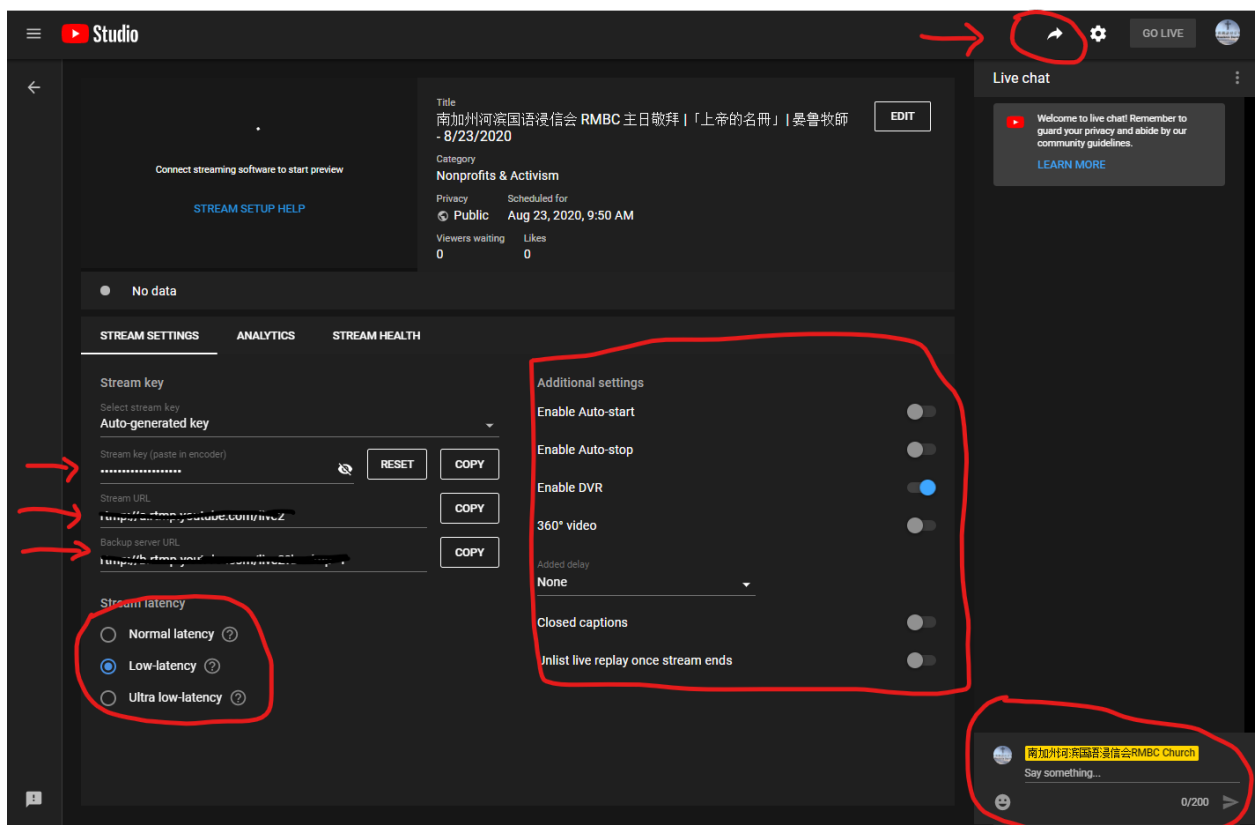 Studio
GO LIVE
Title
南加州河滨国语浸信会 RMBC 主日敬拜 |「上帝的名冊」| 晏鲁牧師
- 8/23/2020
EDIT
Category
Nonprofits & Activism
Privacy Scheduled for
Public Aug 23, 2020, 9:50 AM
Viewers waiting Likes
0 0
Connect streaming software to start preview
STREAM SETUP HELP
No data
STREAM SETTINGS ANALYTICS STREAM HEALTH
Stream key
Select stream key
Auto-generated key
Stream key (paste in encoder)
••••••••••••••••••• RESET COPY
Stream URL
COPY
Backup server URL
COPY
Stream latency
Normal latency
Low-latency
Ultra low-latency
Additional settings
Enable Auto-start
Enable Auto-stop
Enable DVR
360° video
Added delay
None
Closed captions
Unlist live replay once stream ends
Live chat
Welcome to live chat! Remember to
guard your privacy and abide by our
community guidelines.
LEARN MORE
南加州河滨国语浸信会RMBC Church
Say something...
0/200